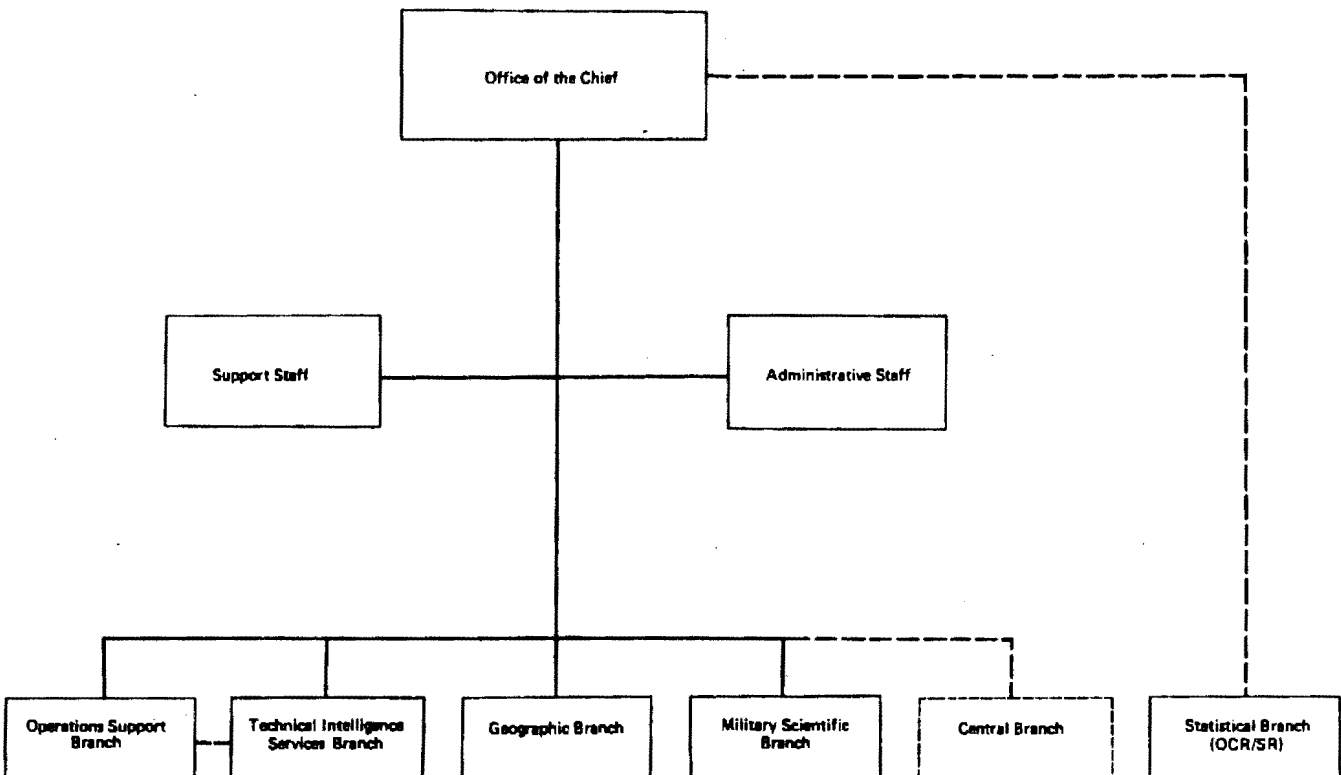 Office of the Chief
Support Staff
Administrative Staff
Operations Support
Branch
Technical Intelligence
Services Branch
Geographic Branch
Military Scientific
Branch
Central Branch
Statistical Branch
(OCR/SR)